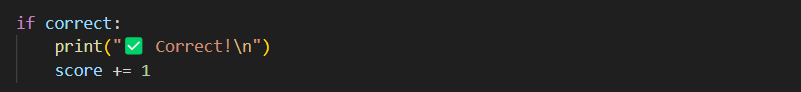 if correct:
    print("✅ Correct!\n")
    score += 1